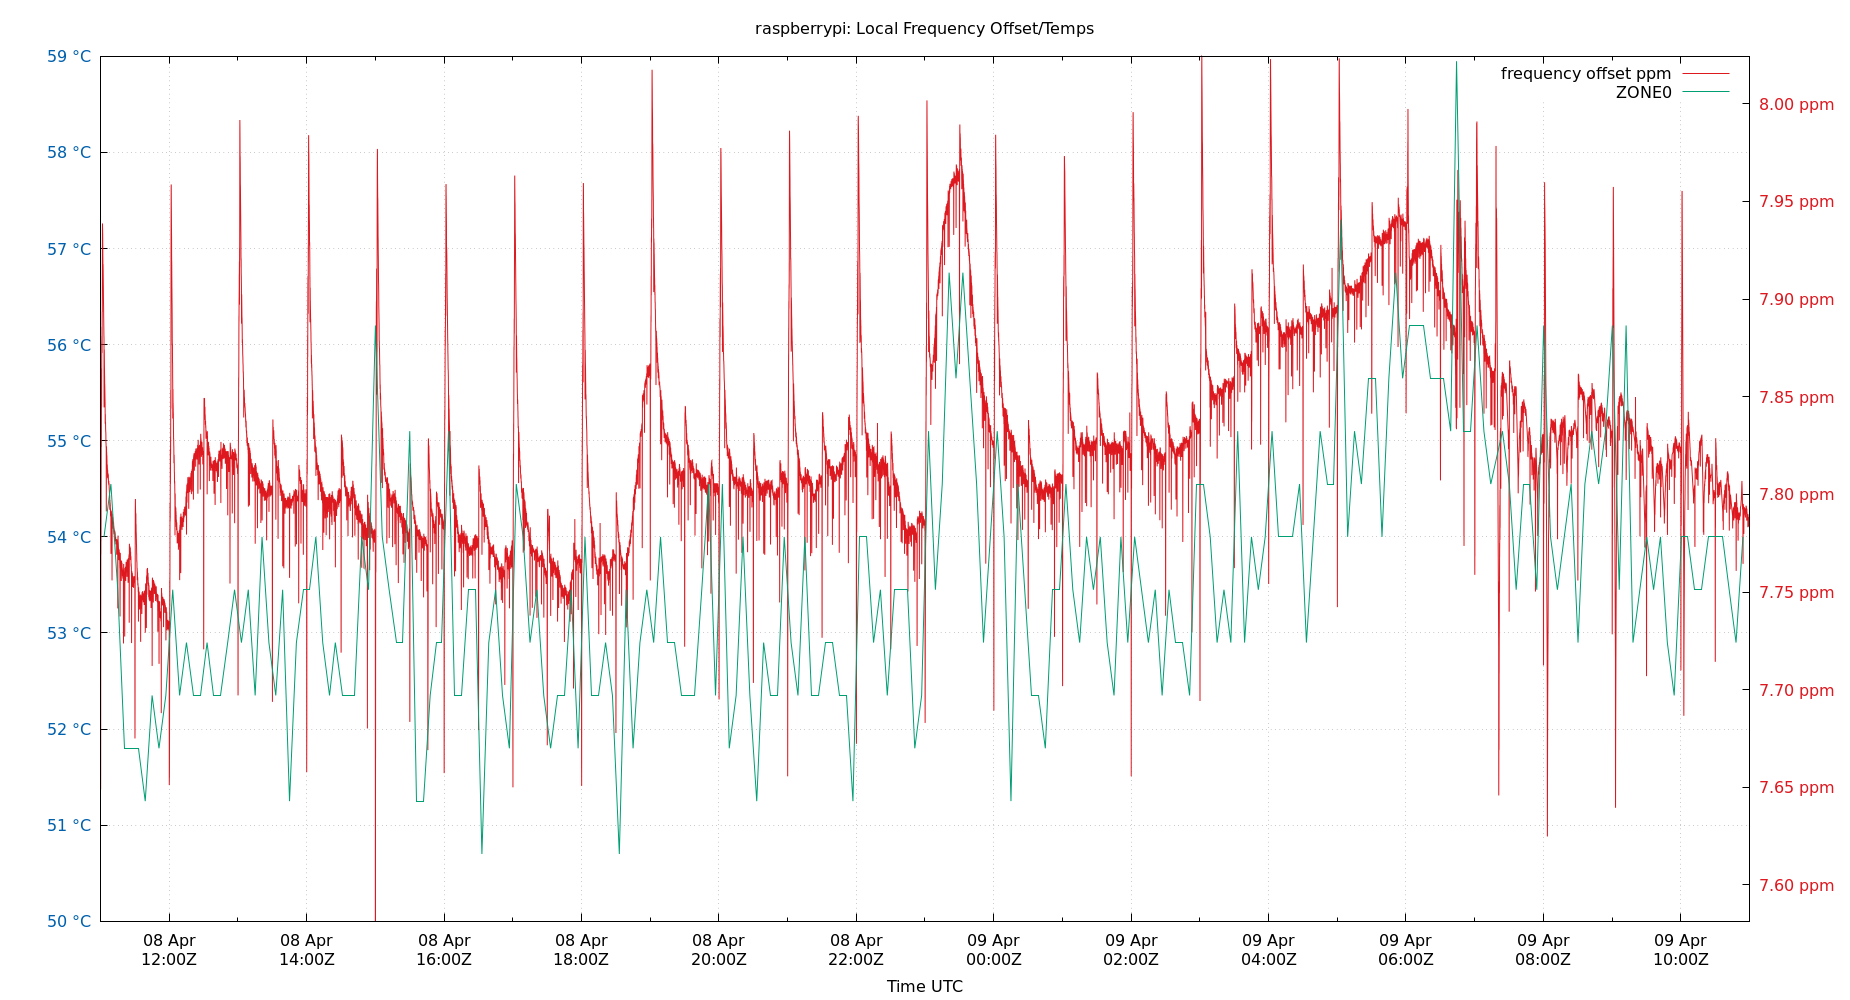 raspberrypi: Local Frequency Offset/Temps
59 °C
58 °C
57 °C
56 °C
55 °C
54 °C
53 °C
52 °C
51 °C
50 °C
frequency offset ppm
ZONE0
8.00 ppm
7.95 ppm
7.90 ppm
7.85 ppm
7.80 ppm
7.75 ppm
7.70 ppm
7.65 ppm
7.60 ppm
08 Apr
12:00Z
08 Apr
14:00Z
08 Apr
16:00Z
08 Apr
18:00Z
08 Apr
20:00Z
08 Apr
22:00Z
09 Apr
00:00Z
09 Apr
02:00Z
09 Apr
04:00Z
09 Apr
06:00Z
09 Apr
08:00Z
09 Apr
10:00Z
Time UTC